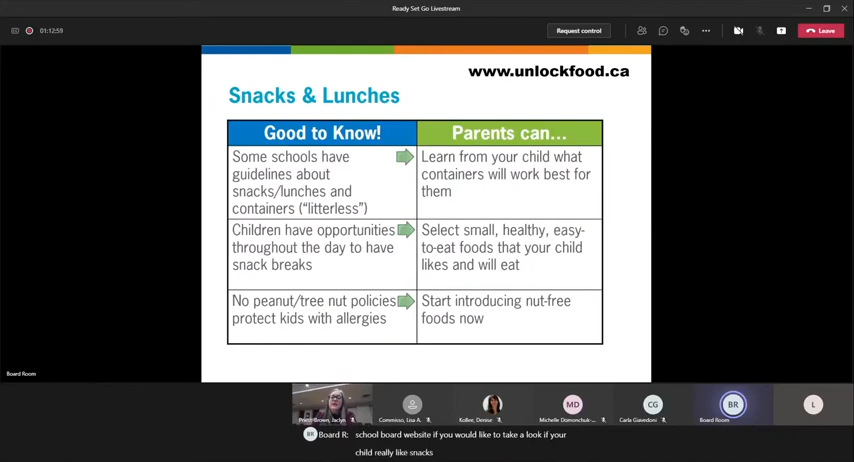 Ready Set Go Livestream
01:12:59
Request control
Leave
www.unlockfood.ca
Snacks & Lunches
Good to Know!
Parents can...
Some schools have
guidelines about
snacks/lunches and
containers (“litterless”)
Learn from your child what
containers will work best for
them
Children have opportunities
throughout the day to have
snack breaks
Select small, healthy, easy-
to-eat foods that your child
likes and will eat
No peanut/tree nut policies
protect kids with allergies
Start introducing nut-free
foods now
Board Room
MD
CG
BR
L
Brown, Jaclyn
Commisso, Lisa A.
Kollee, Denise
Michelle Domonchuk-...
Carla Giavedoni
Board Room
BR
Board R: school board website if you would like to take a look if your
child really like snacks